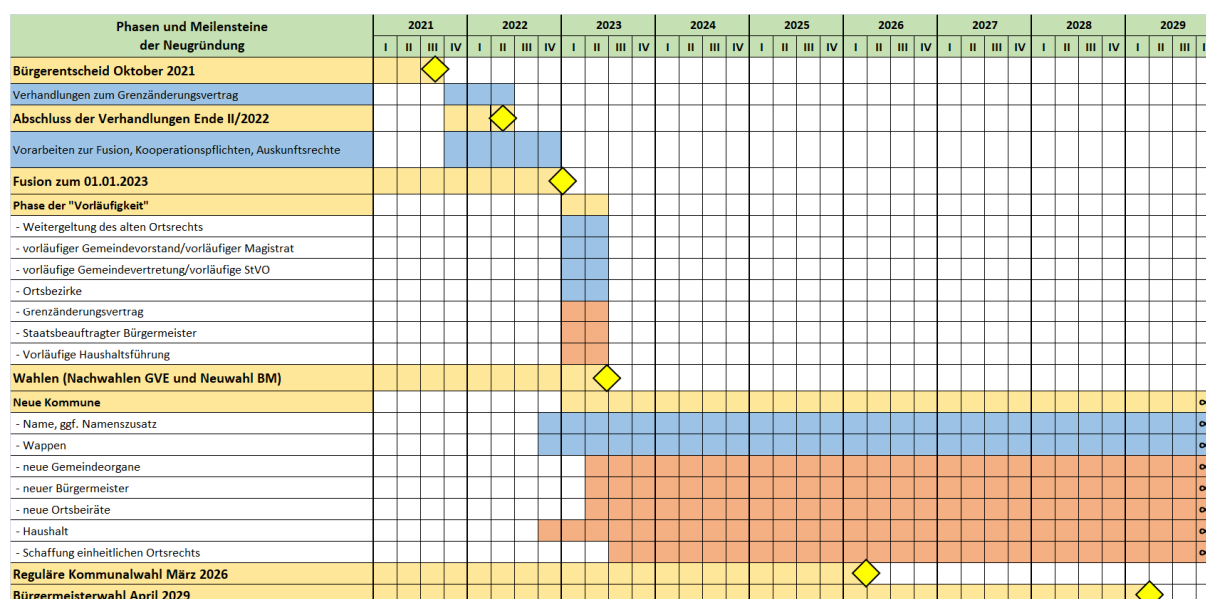 Phasen und Meilensteine
der Neugründung
2021 2022 2023 2024 2025 2026 2027 2028 2029
I II III IV I II III IV I II III IV I II III IV I II III IV I II III IV I II III IV I II III IV I II III I
Bürgerentscheid Oktober 2021
Verhandlungen zum Grenzänderungsvertrag
Abschluss der Verhandlungen Ende II/2022
Vorarbeiten zur Fusion, Kooperationspflichten, Auskunftsrechte
Fusion zum 01.01.2023
Phase der "Vorläufigkeit"
- Weitergeltung des alten Ortsrechts
- vorläufiger Gemeindevorstand/vorläufiger Magistrat
- vorläufige Gemeindevertretung/vorläufige StVO
- Ortsbezirke
- Grenzänderungsvertrag
- Staatsbeauftragter Bürgermeister
- Vorläufige Haushaltsführung
Wahlen (Nachwahlen GVE und Neuwahl BM)
Neue Kommune
- Name, ggf. Namenszusatz
- Wappen
- neue Gemeindeorgane
- neuer Bürgermeister
- neue Ortsbeiräte
- Haushalt
- Schaffung einheitlichen Ortsrechts
Reguläre Kommunalwahl März 2026
Bürgermeisterwahl April 2029